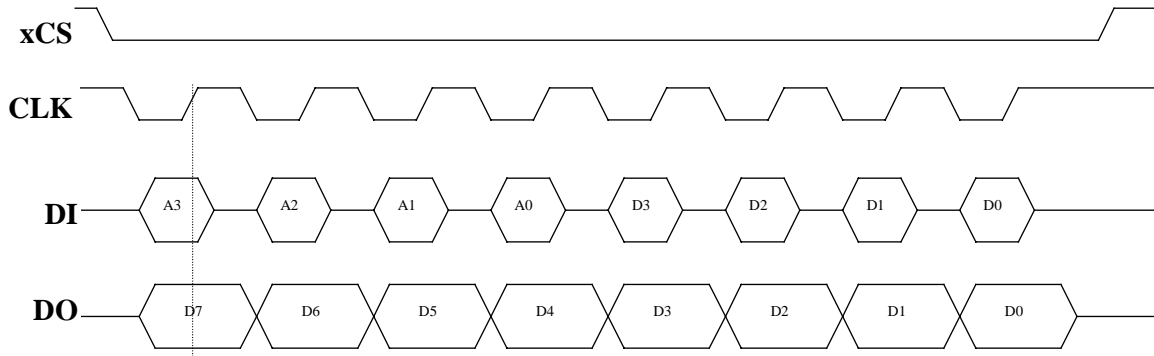 xCS
CLK
DI A3 A2 A1 A0 D3 D2 D1 D0
DO D7 D6 D5 D4 D3 D2 D1 D0